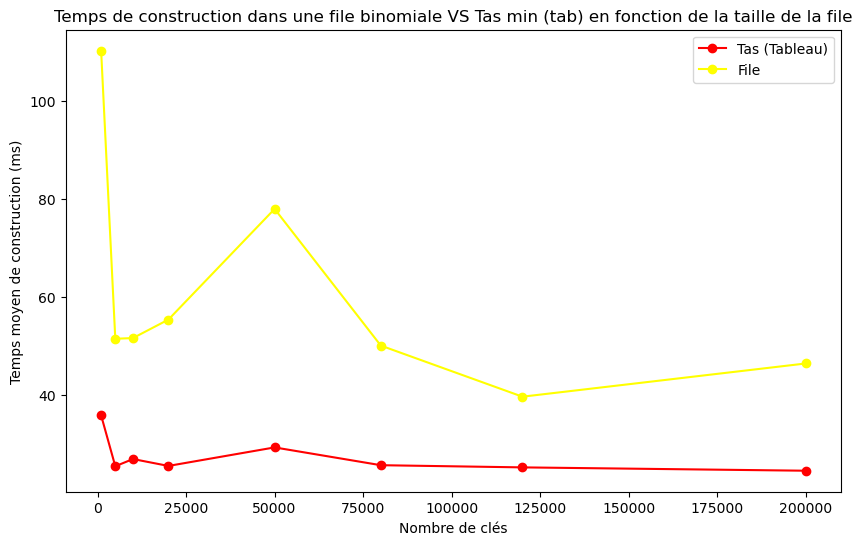 Temps de construction dans une file binomiale VS Tas min (tab) en fonction de la taille de la file
Tas (Tableau)
File
Temps moyen de construction (ms)
100
80
60
40
0
25000
50000
75000
100000
125000
150000
175000
200000
Nombre de clés